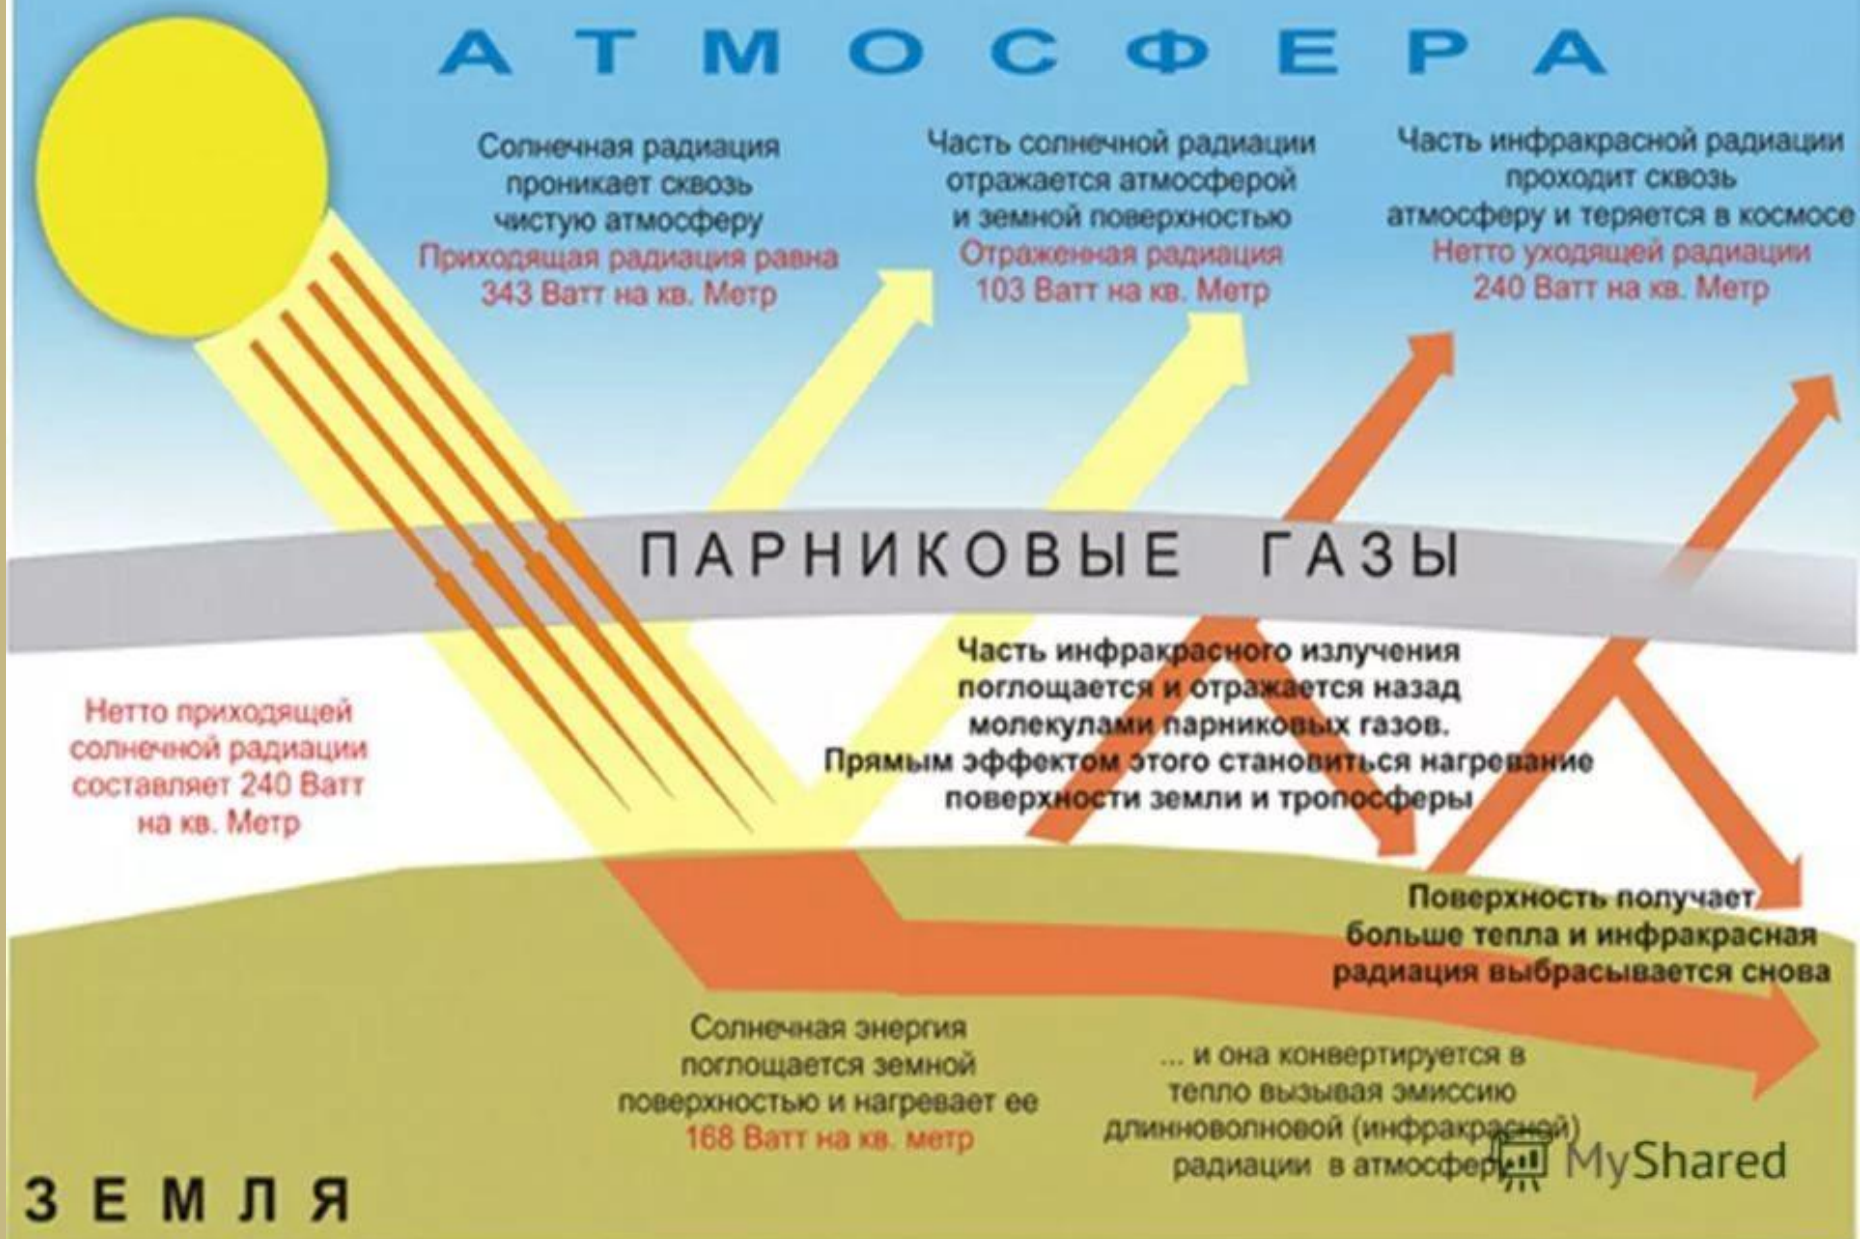 АТМОСФЕРА
Солнечная радиация
проникает сквозь
чистую атмосферу
Приходящая радиация равна
343 Ватт на кв. Метр
Часть солнечной радиации
отражается атмосферой
и земной поверхностью
Отраженная радиация
103 Ватт на кв. Метр
Часть инфракрасной радиации
проходит сквозь
атмосферу и теряется в космосе
Нетто уходящей радиации
240 Ватт на кв. Метр
ПАРНИКОВЫЕ ГАЗЫ
Нетто приходящей
солнечной радиации
составляет 240 Ватт
на кв. Метр
Часть инфракрасного излучения
поглощается и отражается назад
молекулами парниковых газов.
Прямым эффектом этого становиться нагревание
поверхности земли и тропосферы
Поверхность получает
больше тепла и инфракрасная
радиация выбрасывается снова
Солнечная энергия
поглощается земной
поверхностью и нагревает ее
168 Ватт на кв. метр
... и она конвертируется в
тепло вызывая эмиссию
длинноволновой (инфракрасной)
радиации в атмосферу
MyShared
ЗЕМЛЯ